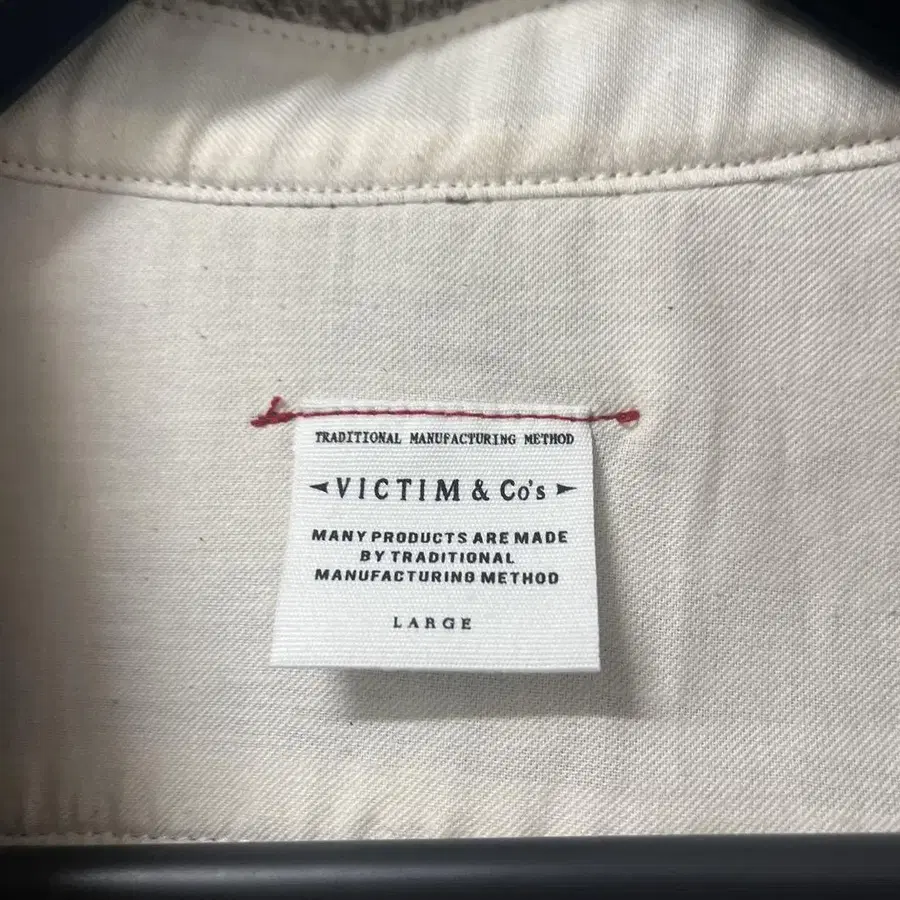 TRADITIONAL MANUFACTURING METHOD
VICTIM & Co's
MANY PRODUCTS ARE MADE
BY TRADITIONAL
MANUFACTURING METHOD
LARGE